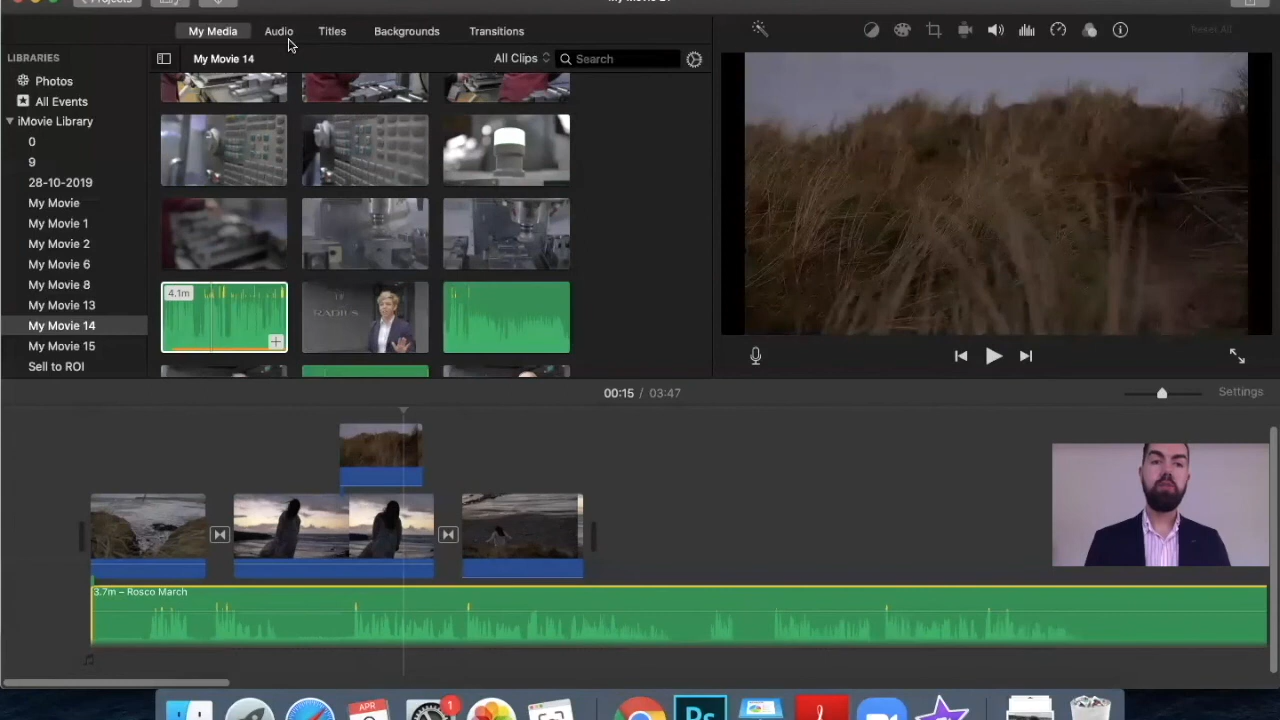 Projects
My Media Audio Titles Backgrounds Transitions
LIBRARIES
My Movie 14
All Clips
Search
Photos
All Events
iMovie Library
0
9
28-10-2019
My Movie
My Movie 1
My Movie 2
My Movie 6
My Movie 8
My Movie 13
My Movie 14
My Movie 15
Sell to ROI
4.1m
RADIUS
00:15 / 03:47
Settings
3.7m – Rosco March
APR
1
Ps